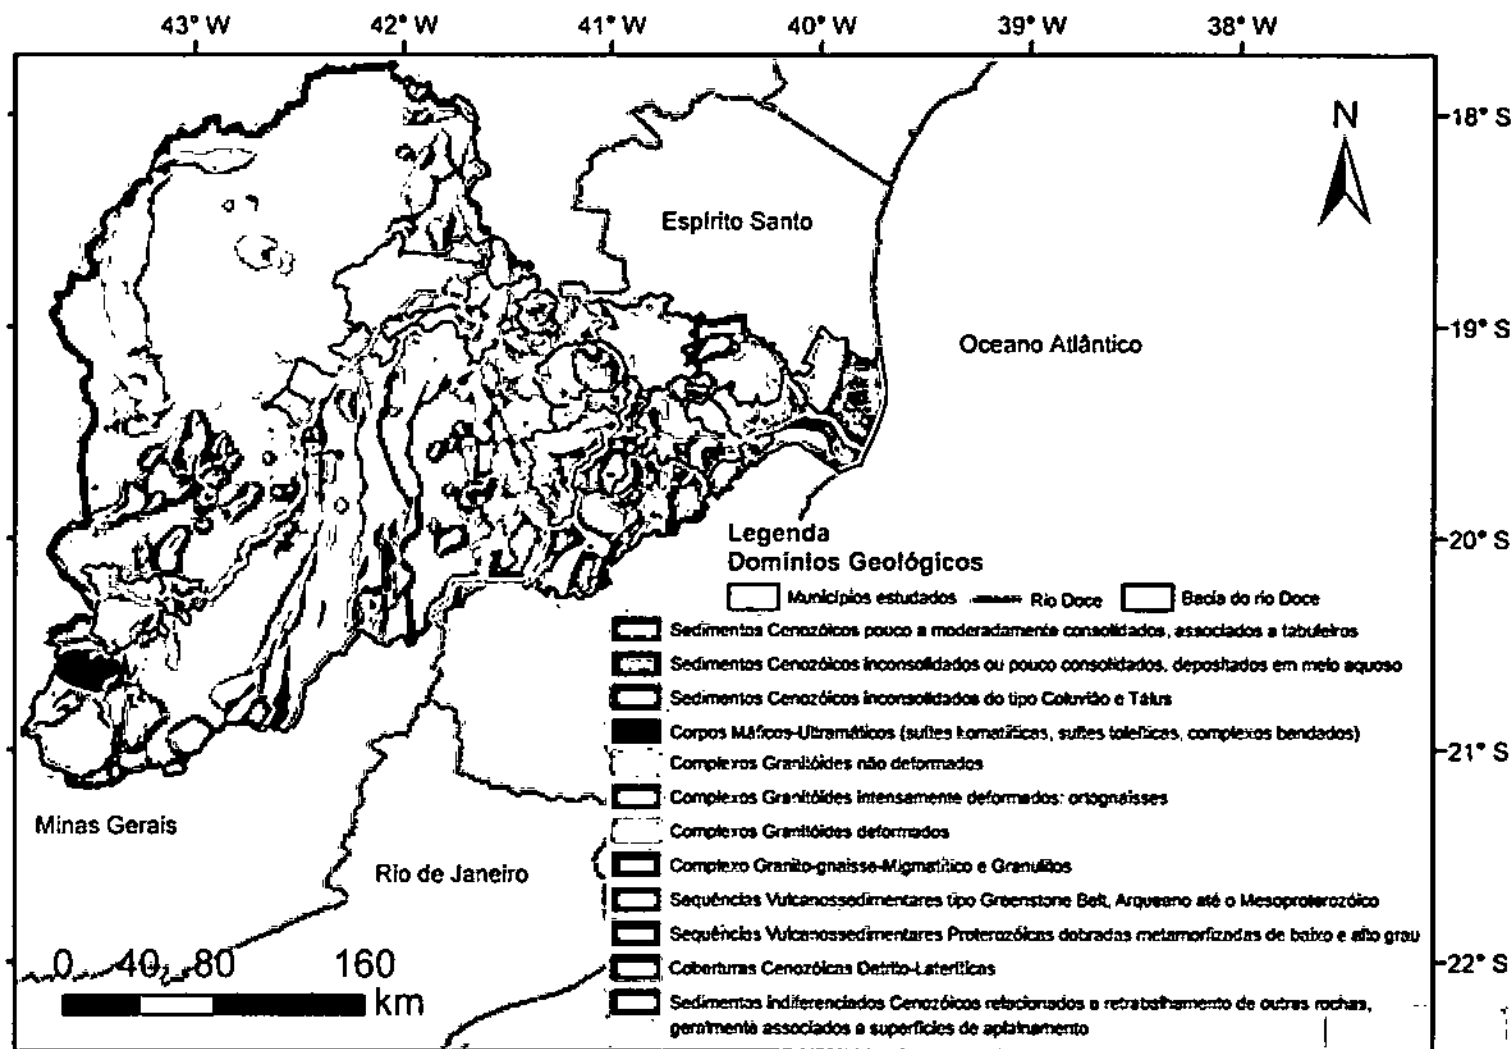 43° W 42° W 41° W 40° W 39° W 38° W
18° S
N
Espírito Santo
19° S
Oceano Atlântico
20° S
Legenda
Domínios Geológicos
Municípios estudados Rio Doce Bacia do rio Doce
Sedimentos Cenozóicos pouco a moderadamente consolidados, associados a tabuleiros
Sedimentos Cenozóicos inconsolidados ou pouco consolidados, depositados em meio aquoso
Sedimentos Cenozóicos inconsolidados do tipo Coluvião e Tálus
Corpos Máficos-Ultramáficos (suítes komatiíticas, suítes toleíticas, complexos bandados)
21° S
Complexos Granitóides não deformados
Complexos Granitóides intensamente deformados: ortognaisses
Minas Gerais
Complexos Granitóides deformados
Rio de Janeiro
Complexo Granito-gnaisse-Migmatítico e Granulitos
Sequências Vulcanossedimentares tipo Greenstone Belt, Arqueano até o Mesoproterozóico
Sequências Vulcanossedimentares Proterozóicas dobradas metamorfizadas de baixo e alto grau
0 40 80 160
km
Coberturas Cenozóicas Detrito-Lateríticas
22° S
Sedimentos indiferenciados Cenozóicos relacionados a retrabalhamento de outras rochas,
geralmente associados a superfícies de aplainamento